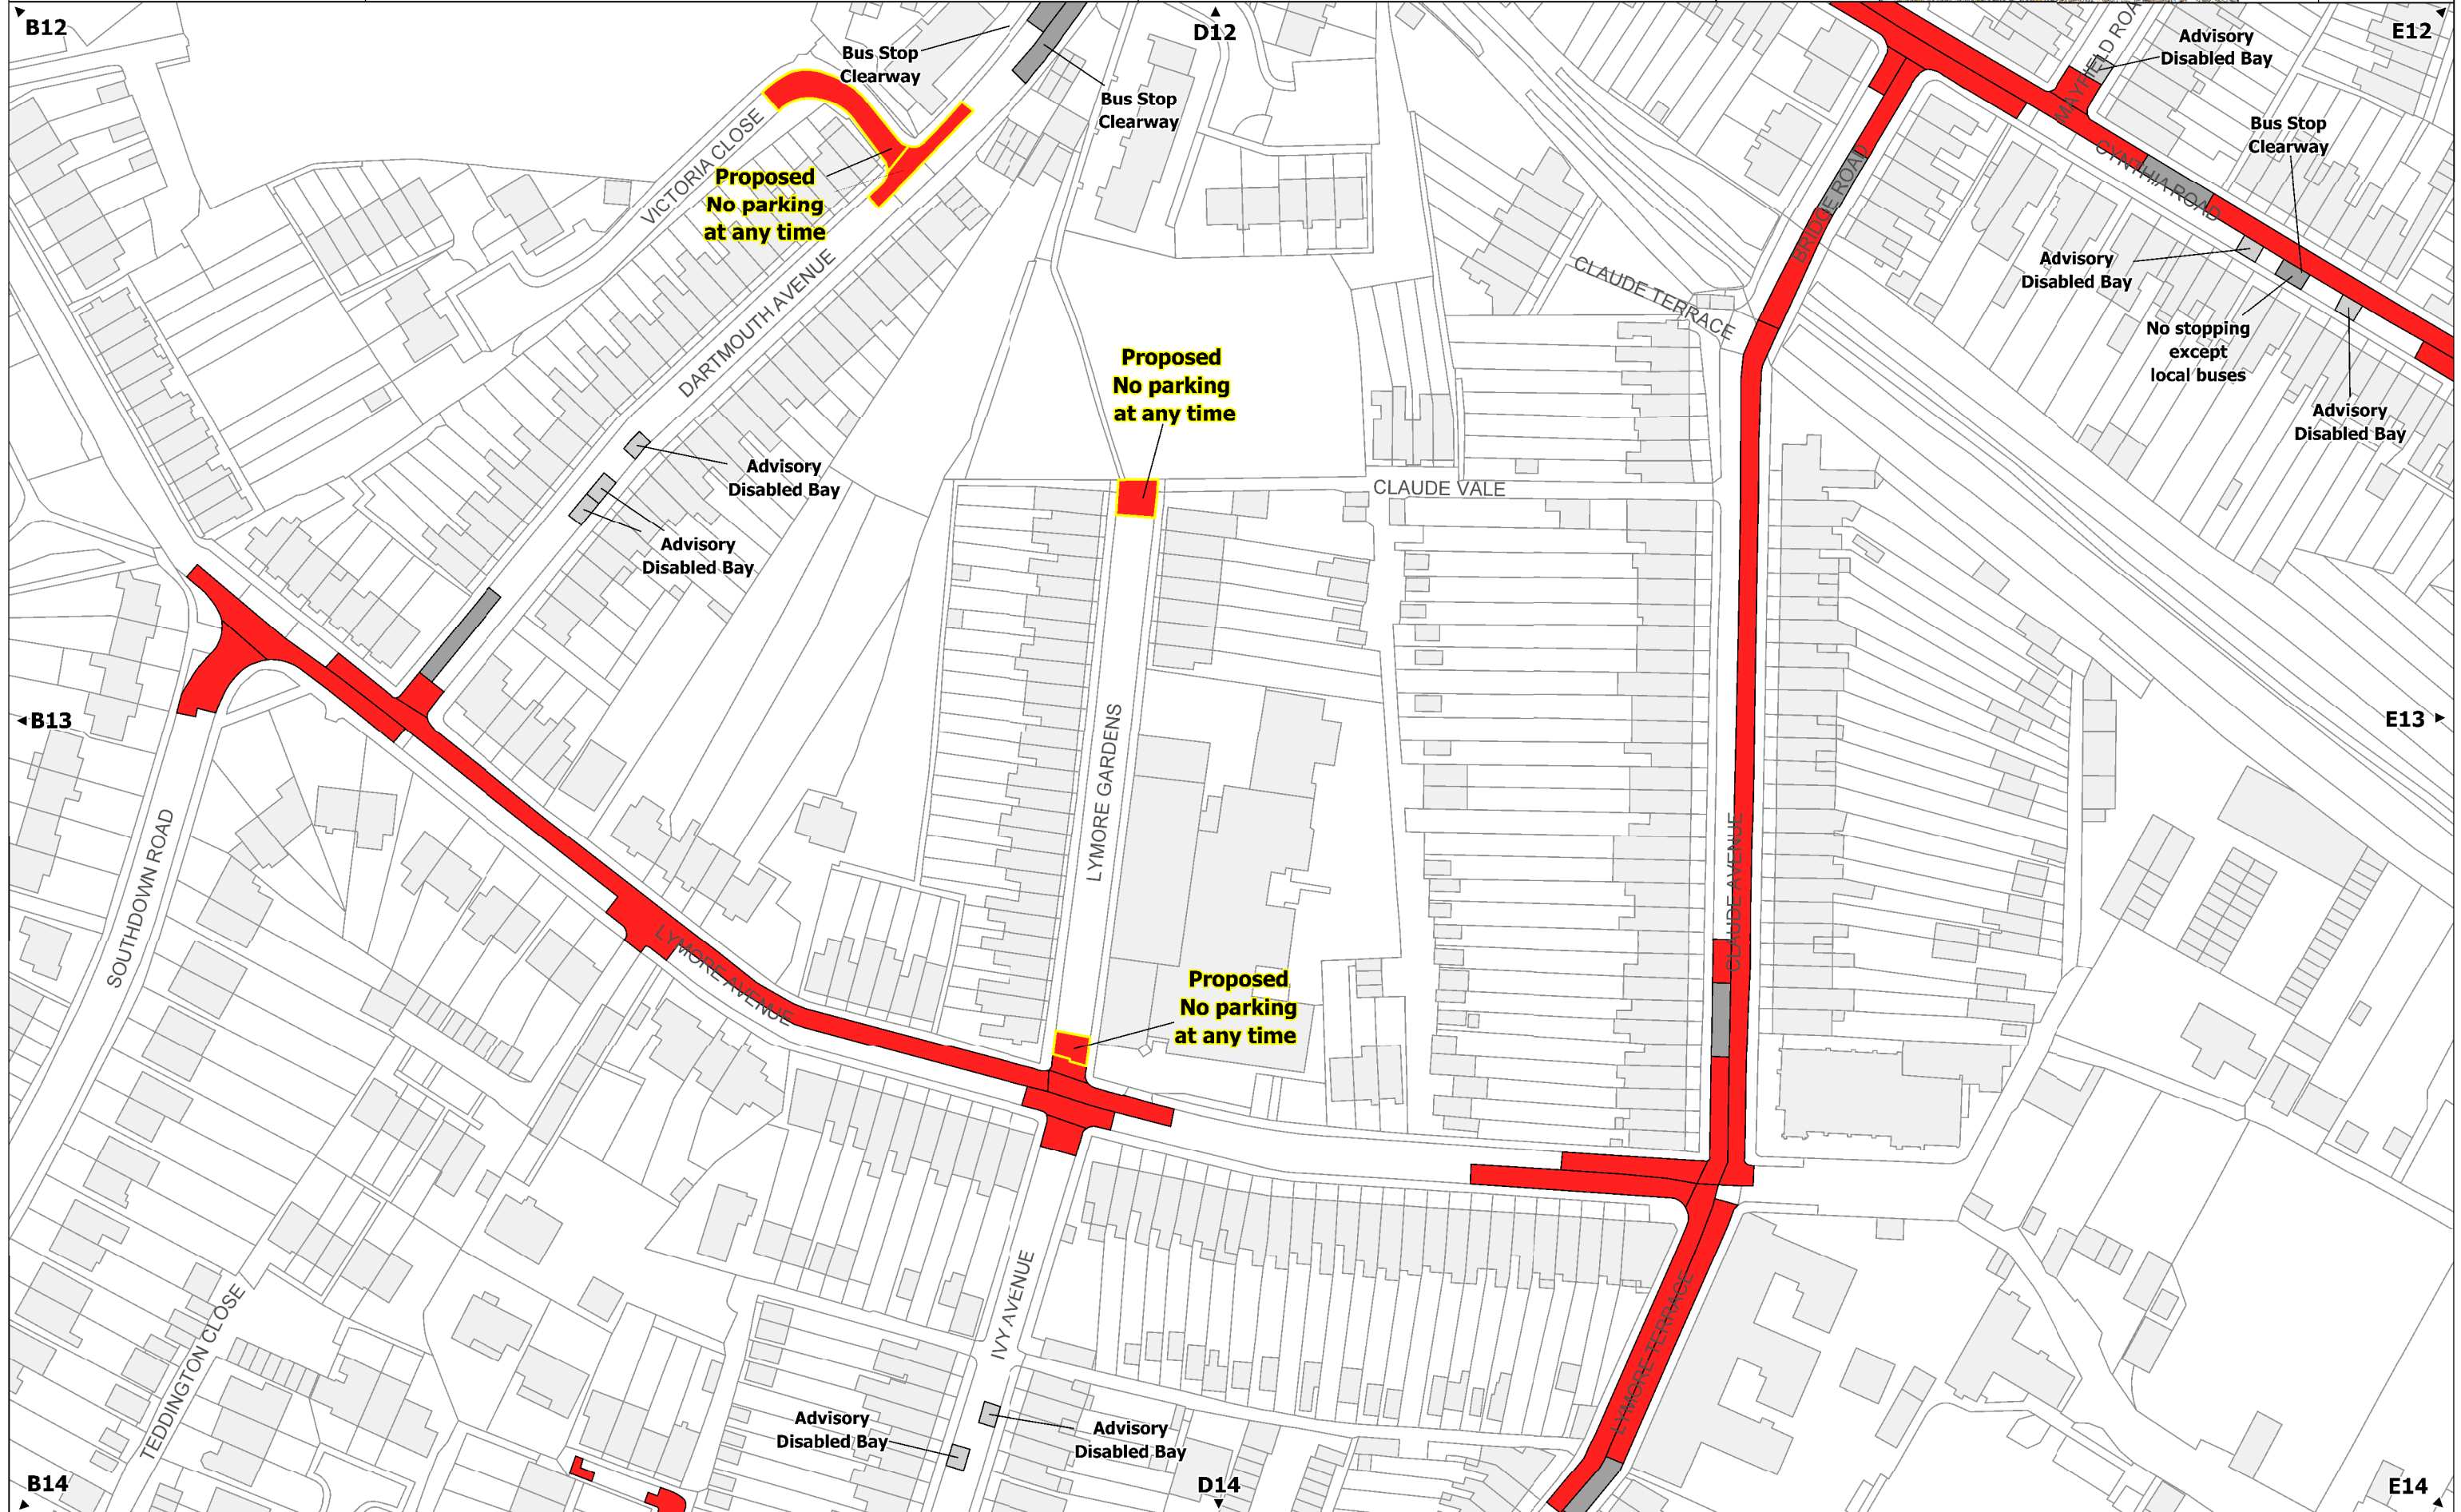 B12
D12
E12
Bus Stop
Clearway
Bus Stop
Clearway
MAYFIELD ROAD
Advisory
Disabled Bay
Bus Stop
Clearway
VICTORIA CLOSE
Proposed
No parking
at any time
CYNTHIA ROAD
BRIDGE ROAD
Advisory
Disabled Bay
CLAUDE TERRACE
DARTMOUTH AVENUE
No stopping
except
local buses
Proposed
No parking
at any time
Advisory
Disabled Bay
Advisory
Disabled Bay
CLAUDE VALE
Advisory
Disabled Bay
B13
E13
LYMORE GARDENS
SOUTHDOWN ROAD
CLAUDE AVENUE
LYMORE AVENUE
Proposed
No parking
at any time
IVY AVENUE
TEDDINGTON CLOSE
LYMORE TERRACE
Advisory
Disabled Bay
Advisory
Disabled Bay
B14
D14
E14